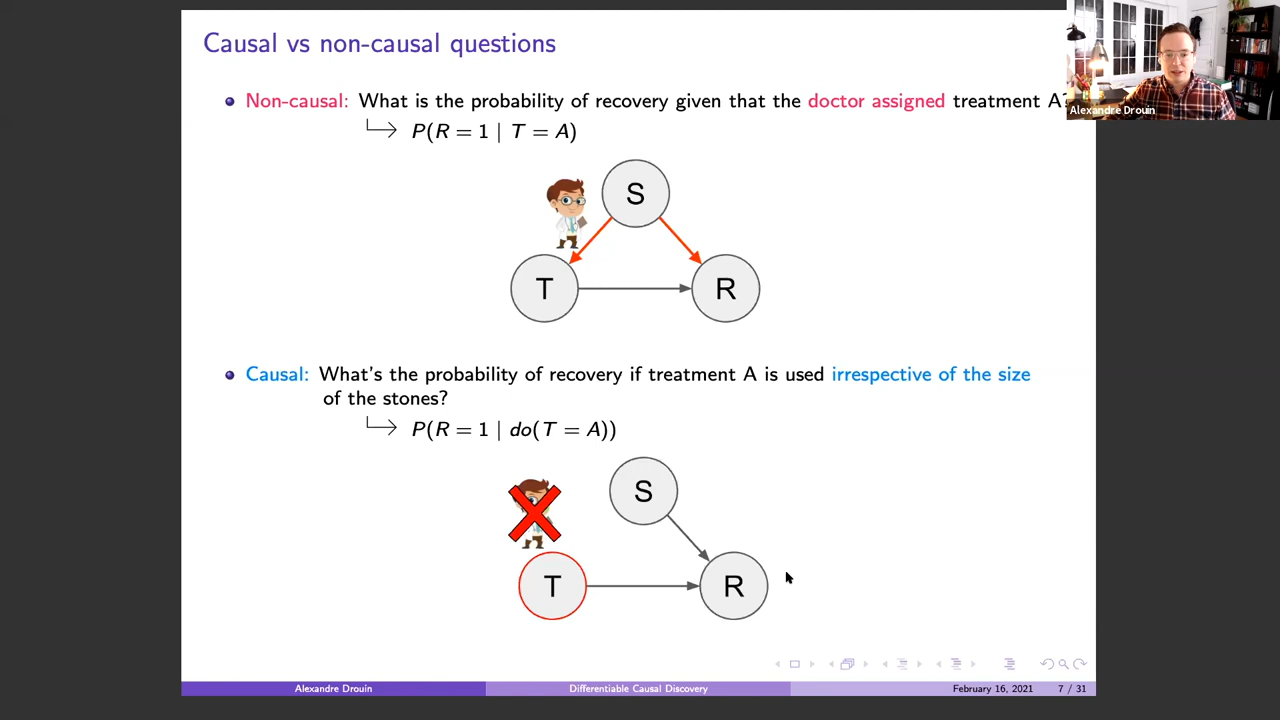 Causal vs non-causal questions
Non-causal: What is the probability of recovery given that the doctor assigned treatment A?
P(R = 1 | T = A)
Alexandre Drouin
S
T
R
Causal: What's the probability of recovery if treatment A is used irrespective of the size
of the stones?
P(R = 1 | do(T = A))
S
T
R
Alexandre Drouin
Differentiable Causal Discovery
February 16, 2021
7 / 31